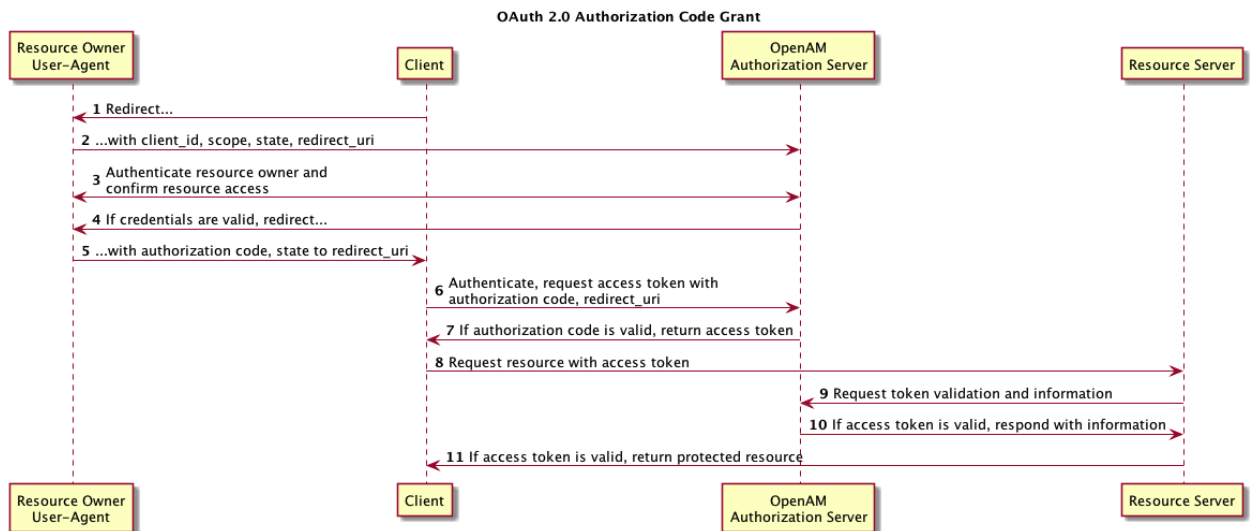 OAuth 2.0 Authorization Code Grant
Resource Owner
User-Agent
Client
OpenAM
Authorization Server
Resource Server
1 Redirect...
2 ...with client_id, scope, state, redirect_uri
3 Authenticate resource owner and
confirm resource access
4 If credentials are valid, redirect...
5 ...with authorization code, state to redirect_uri
6 Authenticate, request access token with
authorization code, redirect_uri
7 If authorization code is valid, return access token
8 Request resource with access token
9 Request token validation and information
10 If access token is valid, respond with information
11 If access token is valid, return protected resource
Resource Owner
User-Agent
Client
OpenAM
Authorization Server
Resource Server